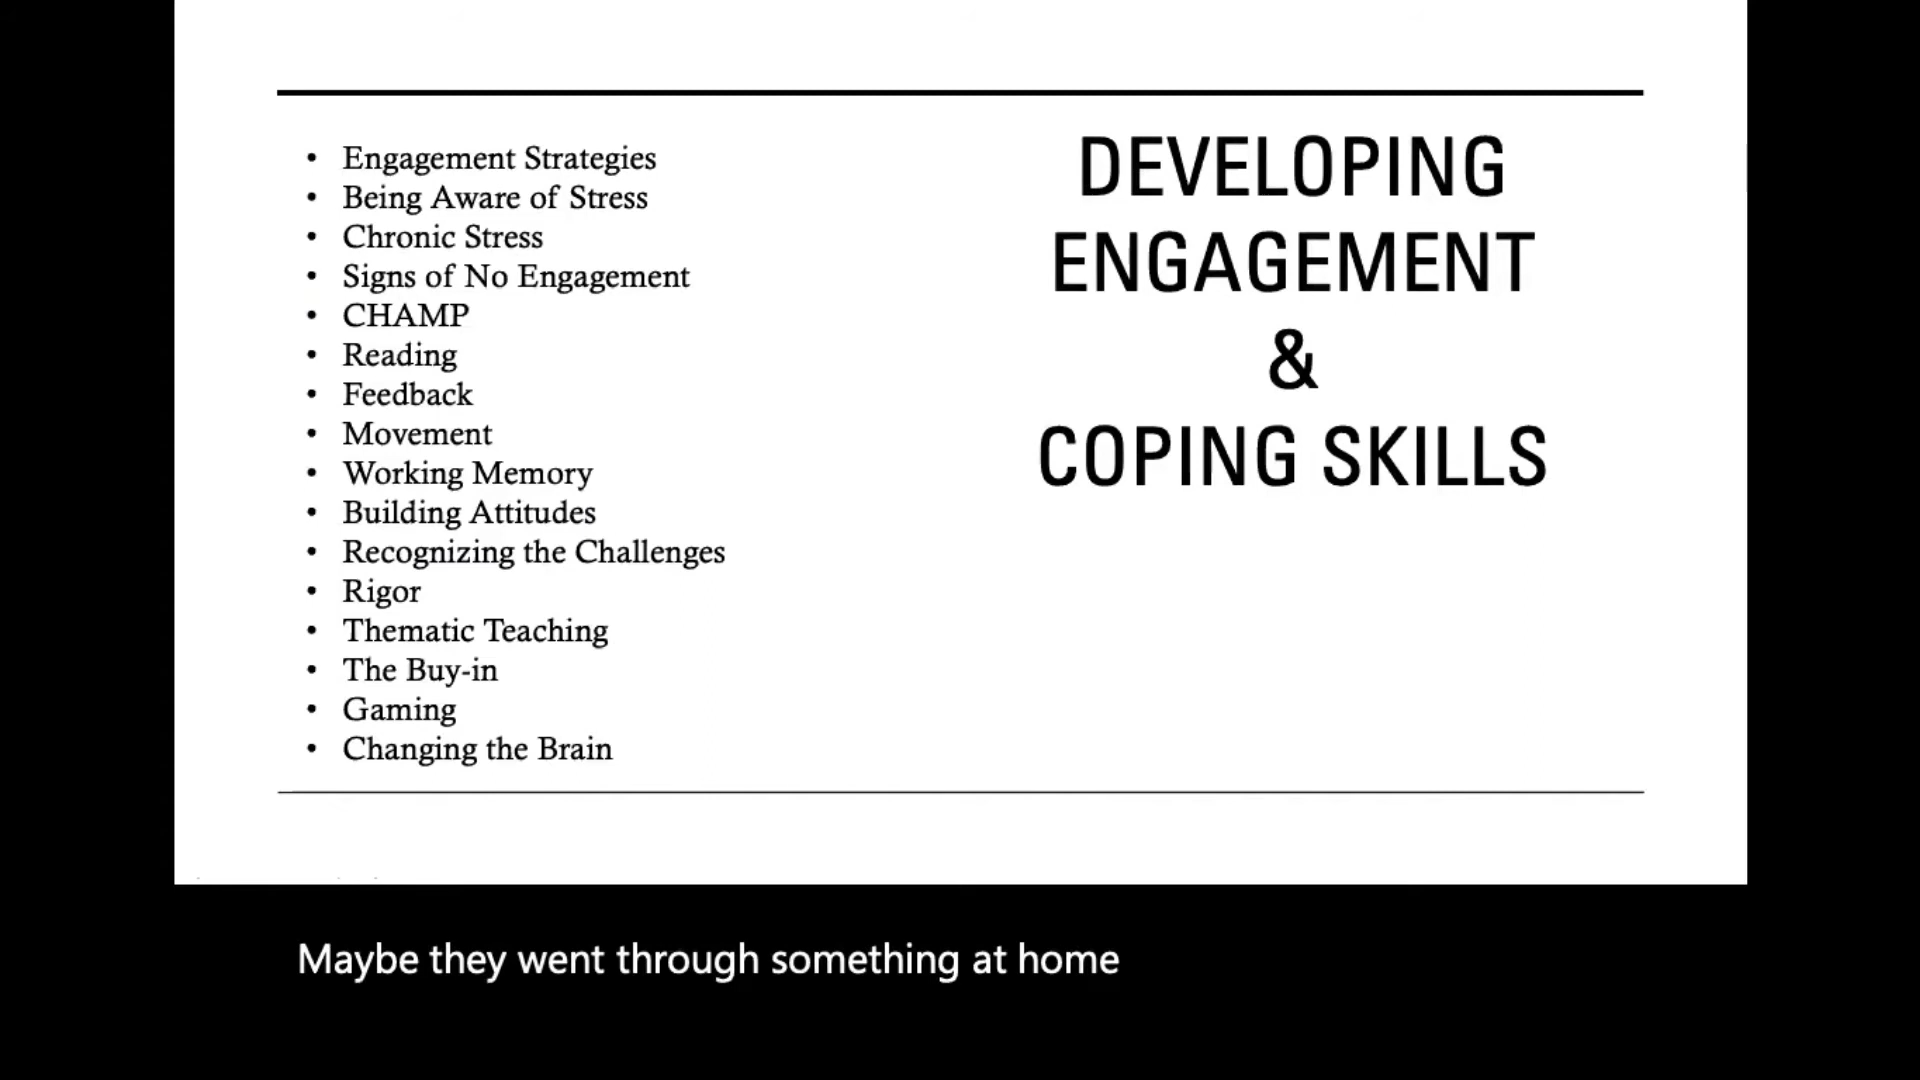 • Engagement Strategies
• Being Aware of Stress
• Chronic Stress
• Signs of No Engagement
• CHAMP
• Reading
• Feedback
• Movement
• Working Memory
• Building Attitudes
• Recognizing the Challenges
• Rigor
• Thematic Teaching
• The Buy-in
• Gaming
• Changing the Brain
DEVELOPING
ENGAGEMENT
&
COPING SKILLS
Maybe they went through something at home